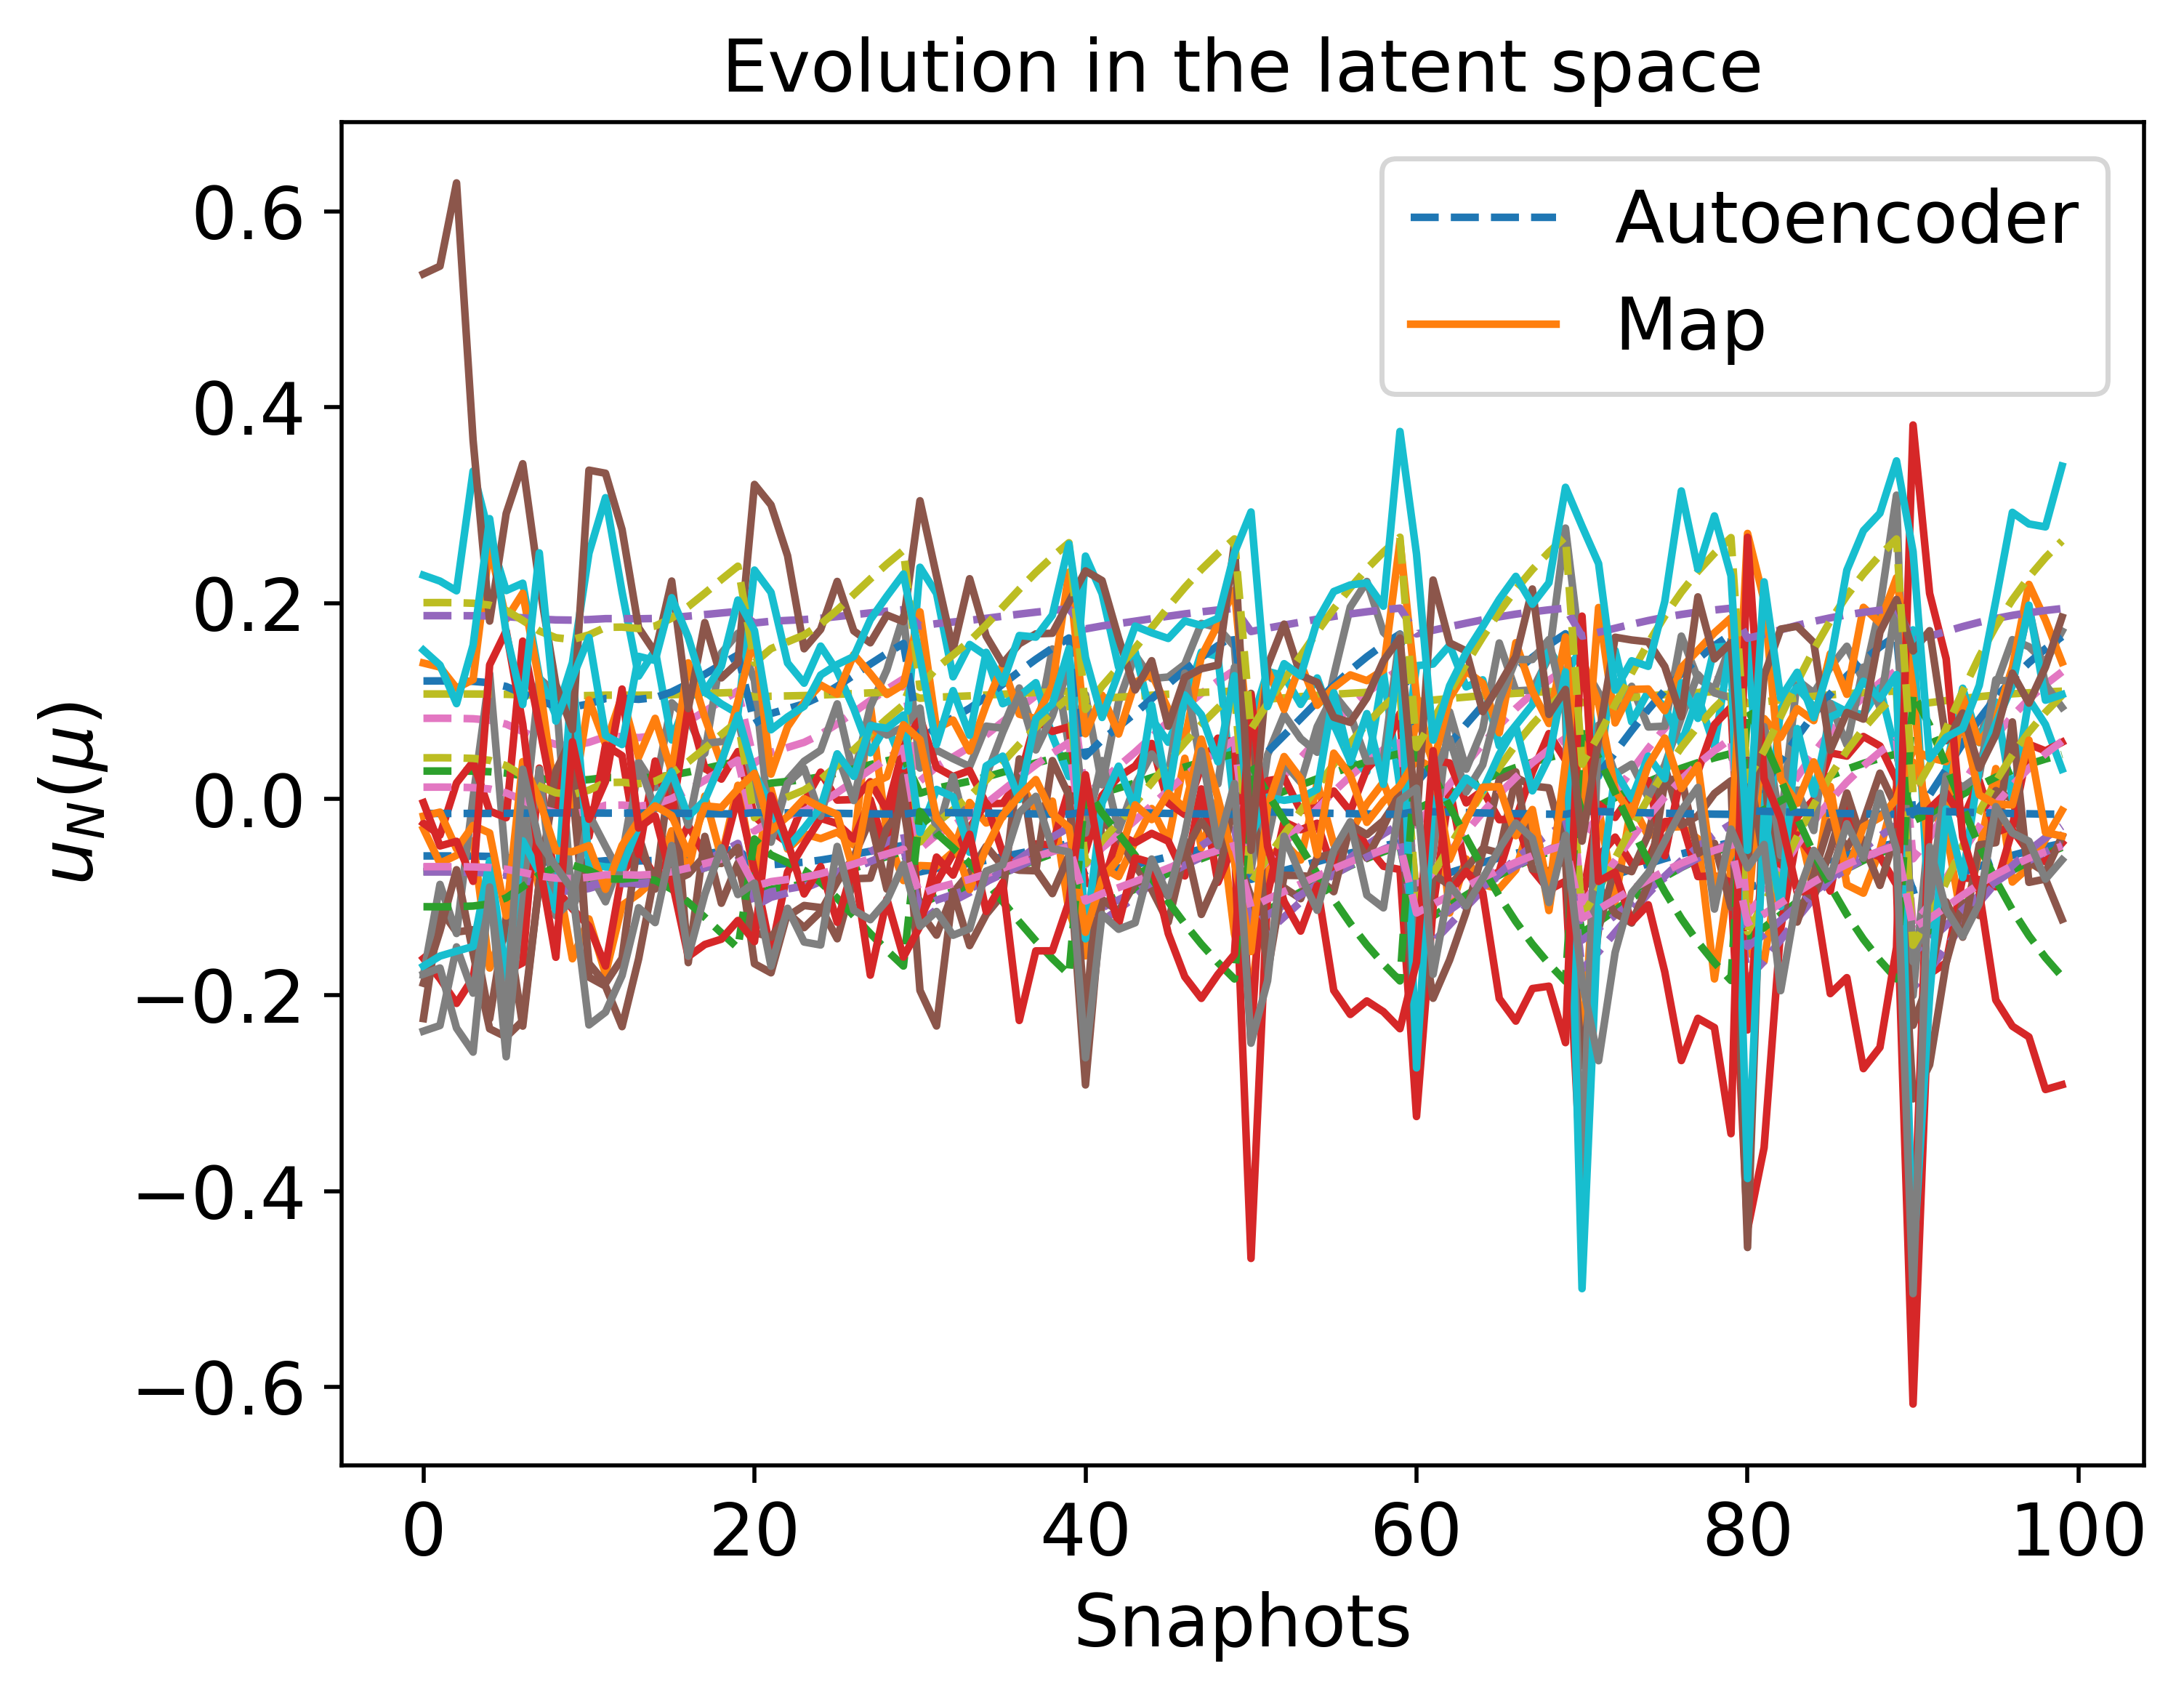 Evolution in the latent space
Autoencoder
Map
0.6
0.4
0.2
0.0
−0.2
−0.4
−0.6
u_N(μ)
0 20 40 60 80 100
Snaphots